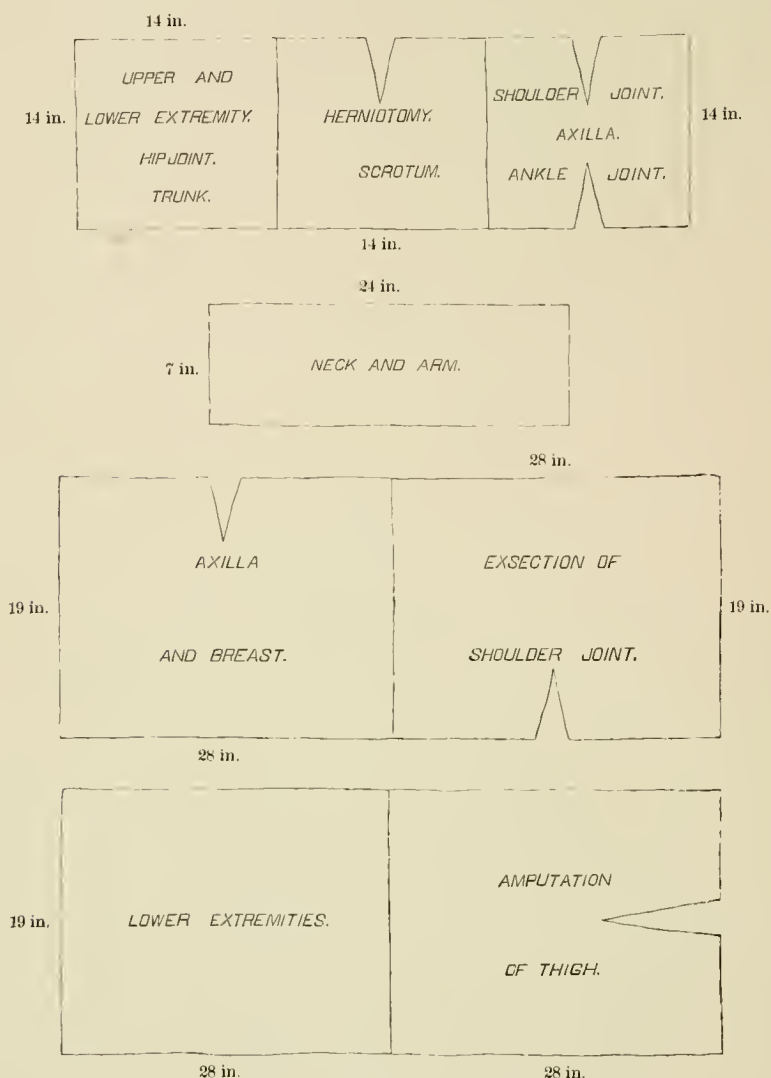 14 in.
14 in.
UPPER AND
LOWER EXTREMITY.
HIP JOINT.
TRUNK.
HERNIOTOMY.
SCROTUM.
SHOULDER JOINT.
AXILLA.
ANKLE JOINT.
14 in.
14 in.
24 in.
7 in.
NECK AND ARM.
28 in.
19 in.
AXILLA
AND BREAST.
EXSECTION OF
SHOULDER JOINT.
19 in.
28 in.
19 in.
LOWER EXTREMITIES.
AMPUTATION
OF THIGH.
28 in.
28 in.